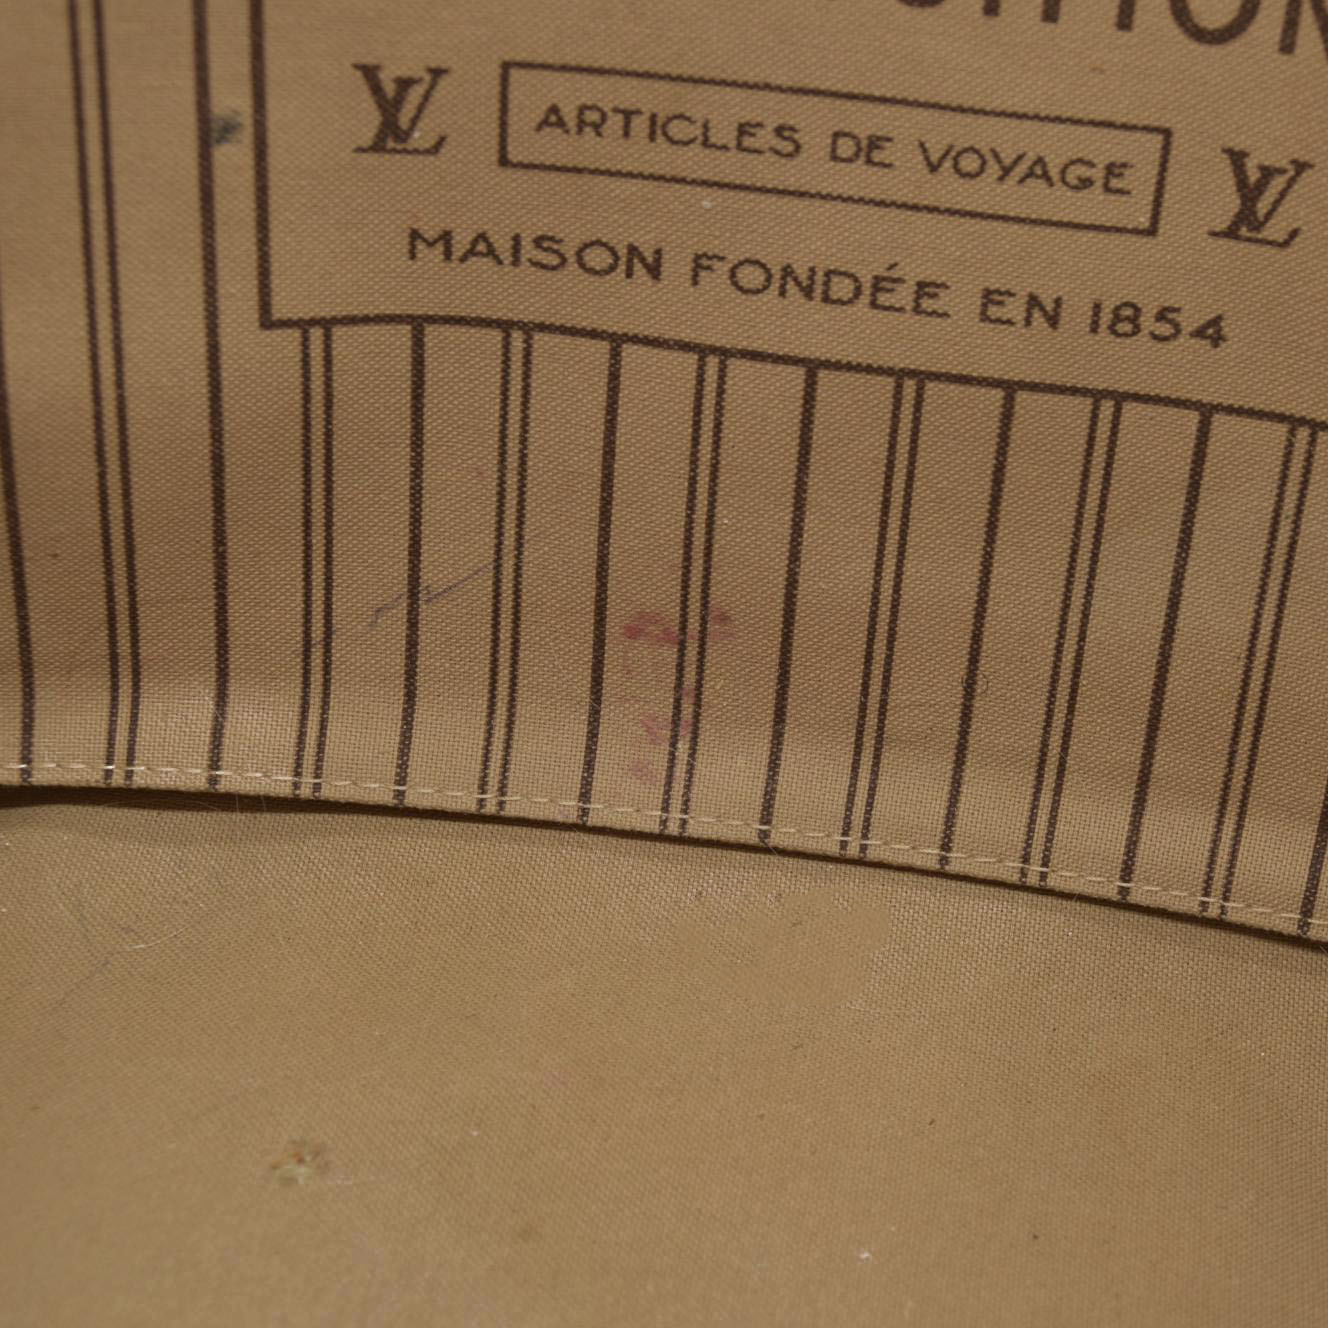 LV ARTICLES DE VOYAGE LV
MAISON FONDÉE EN 1854